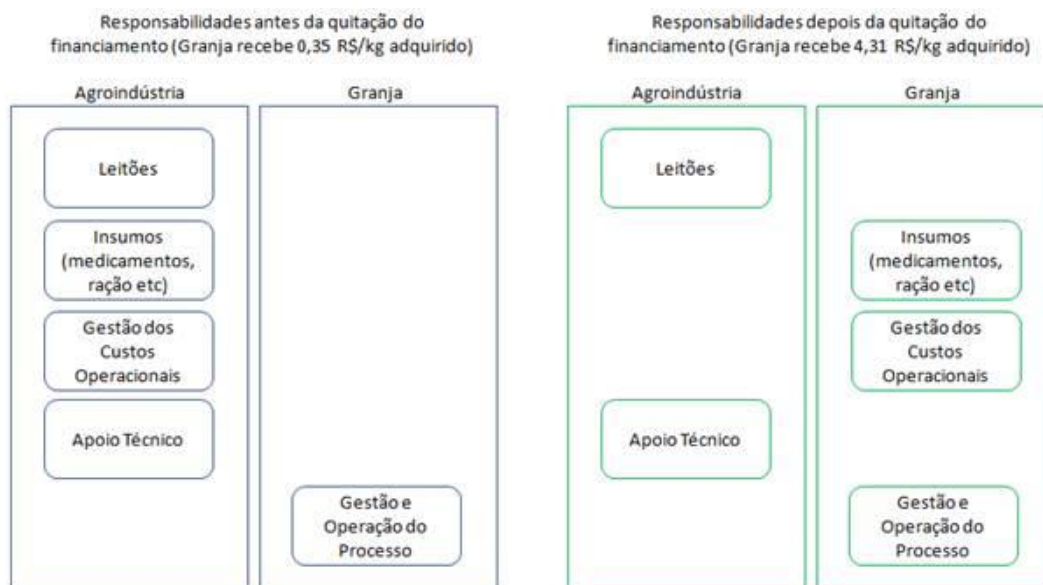 Responsabilidades antes da quitação do
financiamento (Granja recebe 0,35 R$/kg adquirido)
Agroindústria
Granja
Leitões
Insumos
(medicamentos,
ração etc)
Gestão dos
Custos
Operacionais
Apoio Técnico
Gestão e
Operação do
Processo
Responsabilidades depois da quitação do
financiamento (Granja recebe 4,31 R$/kg adquirido)
Agroindústria
Granja
Leitões
Insumos
(medicamentos,
ração etc)
Gestão dos
Custos
Operacionais
Apoio Técnico
Gestão e
Operação do
Processo